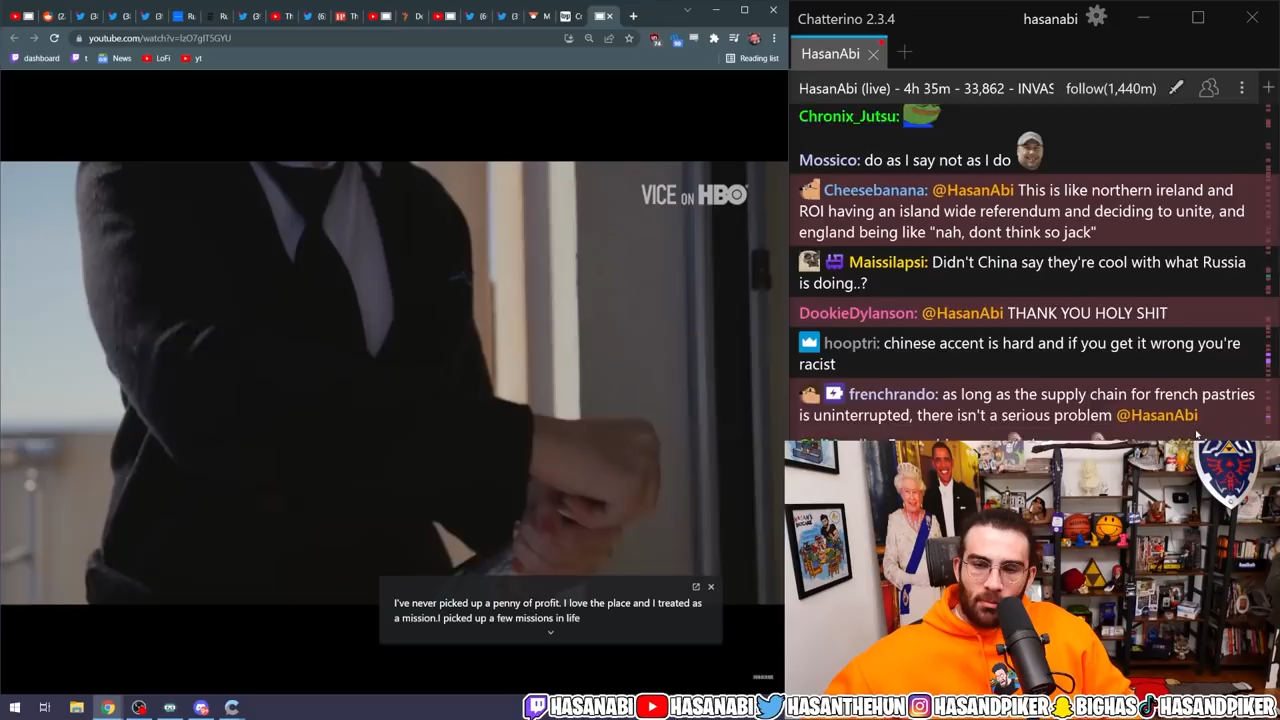 youtube.com/watch?v=IzO7gIT5GYU
dashboard
t
News
LoFi
yt
Reading list
VICE ON HBO
I've never picked up a penny of profit. I love the place and I treated as
a mission.I picked up a few missions in life
SUBSCRIBE
Chatterino 2.3.4
hasanabi
HasanAbi
HasanAbi (live) - 4h 35m - 33,862 - INVAS
follow(1,440m)
Chronix_Jutsu:
Mossico: do as I say not as I do
Cheesebanana: @HasanAbi This is like northern ireland and
ROI having an island wide referendum and deciding to unite, and
england being like "nah, dont think so jack"
Maissilapsi: Didn't China say they're cool with what Russia
is doing..?
DookieDylanson: @HasanAbi THANK YOU HOLY SHIT
hooptri: chinese accent is hard and if you get it wrong you're
racist
frenchrando: as long as the supply chain for french pastries
is uninterrupted, there isn't a serious problem @HasanAbi
HASANABI
HASANABI
HASANTHEHUN
HASANDPIKER
BIGHAS
HASANDPIKER